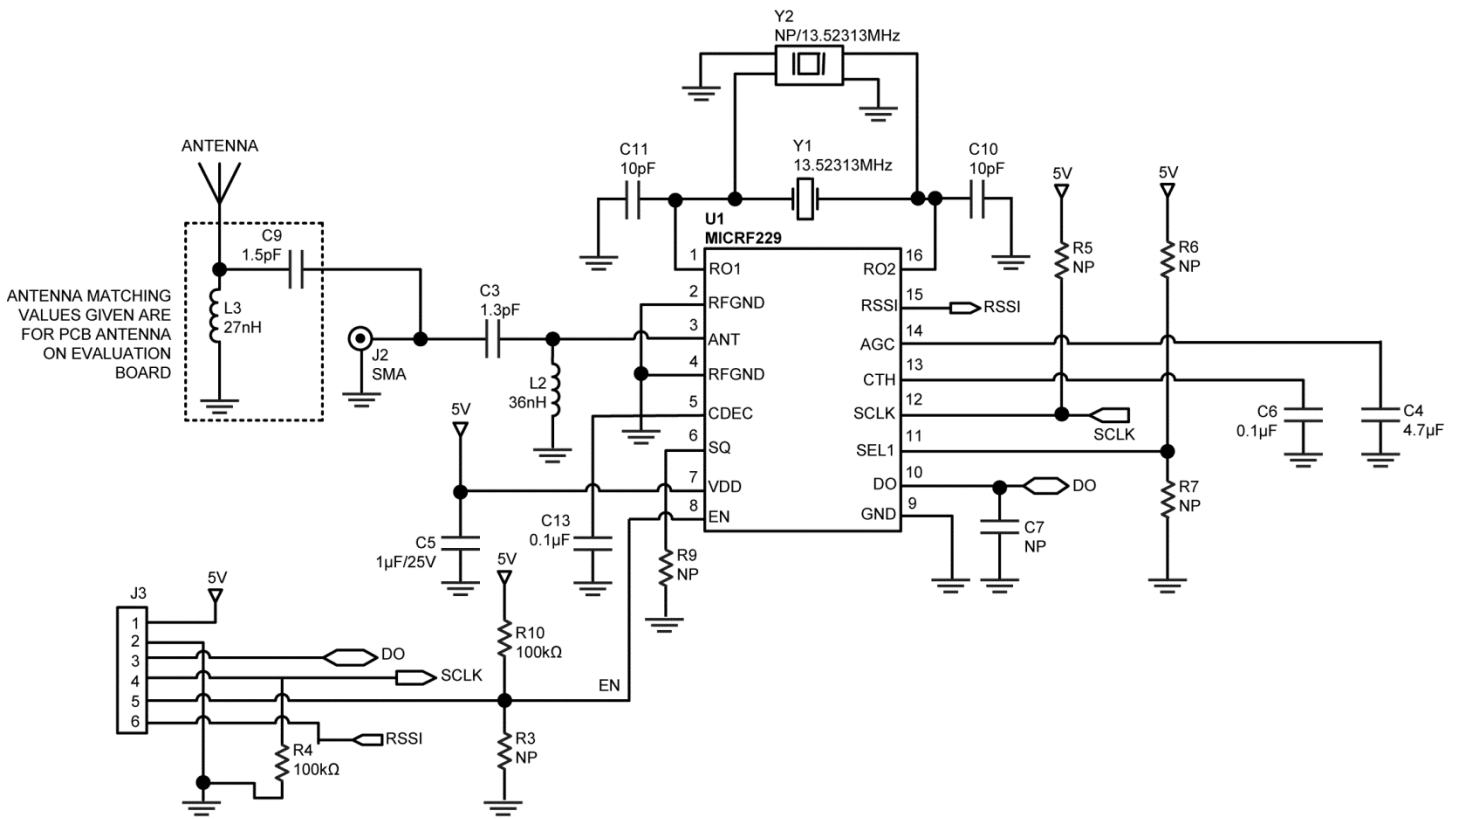 Y2
NP/13.52313MHz
ANTENNA
C11
10pF
Y1
13.52313MHz
C10
10pF
5V
5V
U1
MICRF229
C9
1.5pF
R5
NP
R6
NP
1
RO1
16
RO2
2
RFGND
15
RSSI
RSSI
3
ANT
14
AGC
4
RFGND
13
CTH
5
CDEC
12
SCLK
SCLK
6
SQ
11
SEL1
7
VDD
10
DO
DO
8
EN
9
GND
ANTENNA MATCHING
VALUES GIVEN ARE
FOR PCB ANTENNA
ON EVALUATION
BOARD
L3
27nH
C3
1.3pF
J2
SMA
L2
36nH
C6
0.1µF
C4
4.7µF
5V
R7
NP
C7
NP
C5
1µF/25V
C13
0.1µF
R9
NP
5V
5V
J3
1
2
3
4
5
6
DO
SCLK
RSSI
R10
100kΩ
EN
R4
100kΩ
R3
NP